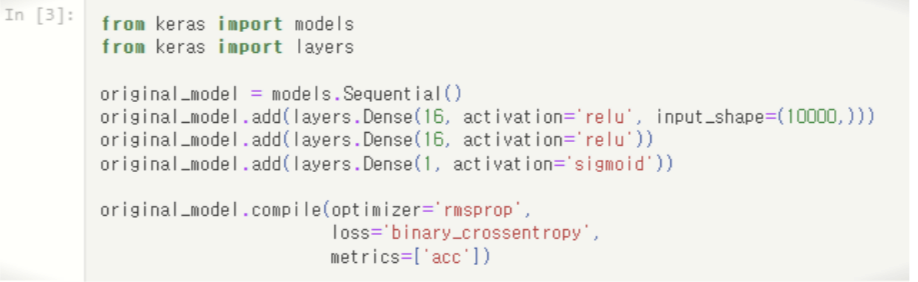 In [3]:
from keras import models
from keras import layers

original_model = models.Sequential()
original_model.add(layers.Dense(16, activation='relu', input_shape=(10000,)))
original_model.add(layers.Dense(16, activation='relu'))
original_model.add(layers.Dense(1, activation='sigmoid'))

original_model.compile(optimizer='rmsprop',
                       loss='binary_crossentropy',
                       metrics=['acc'])